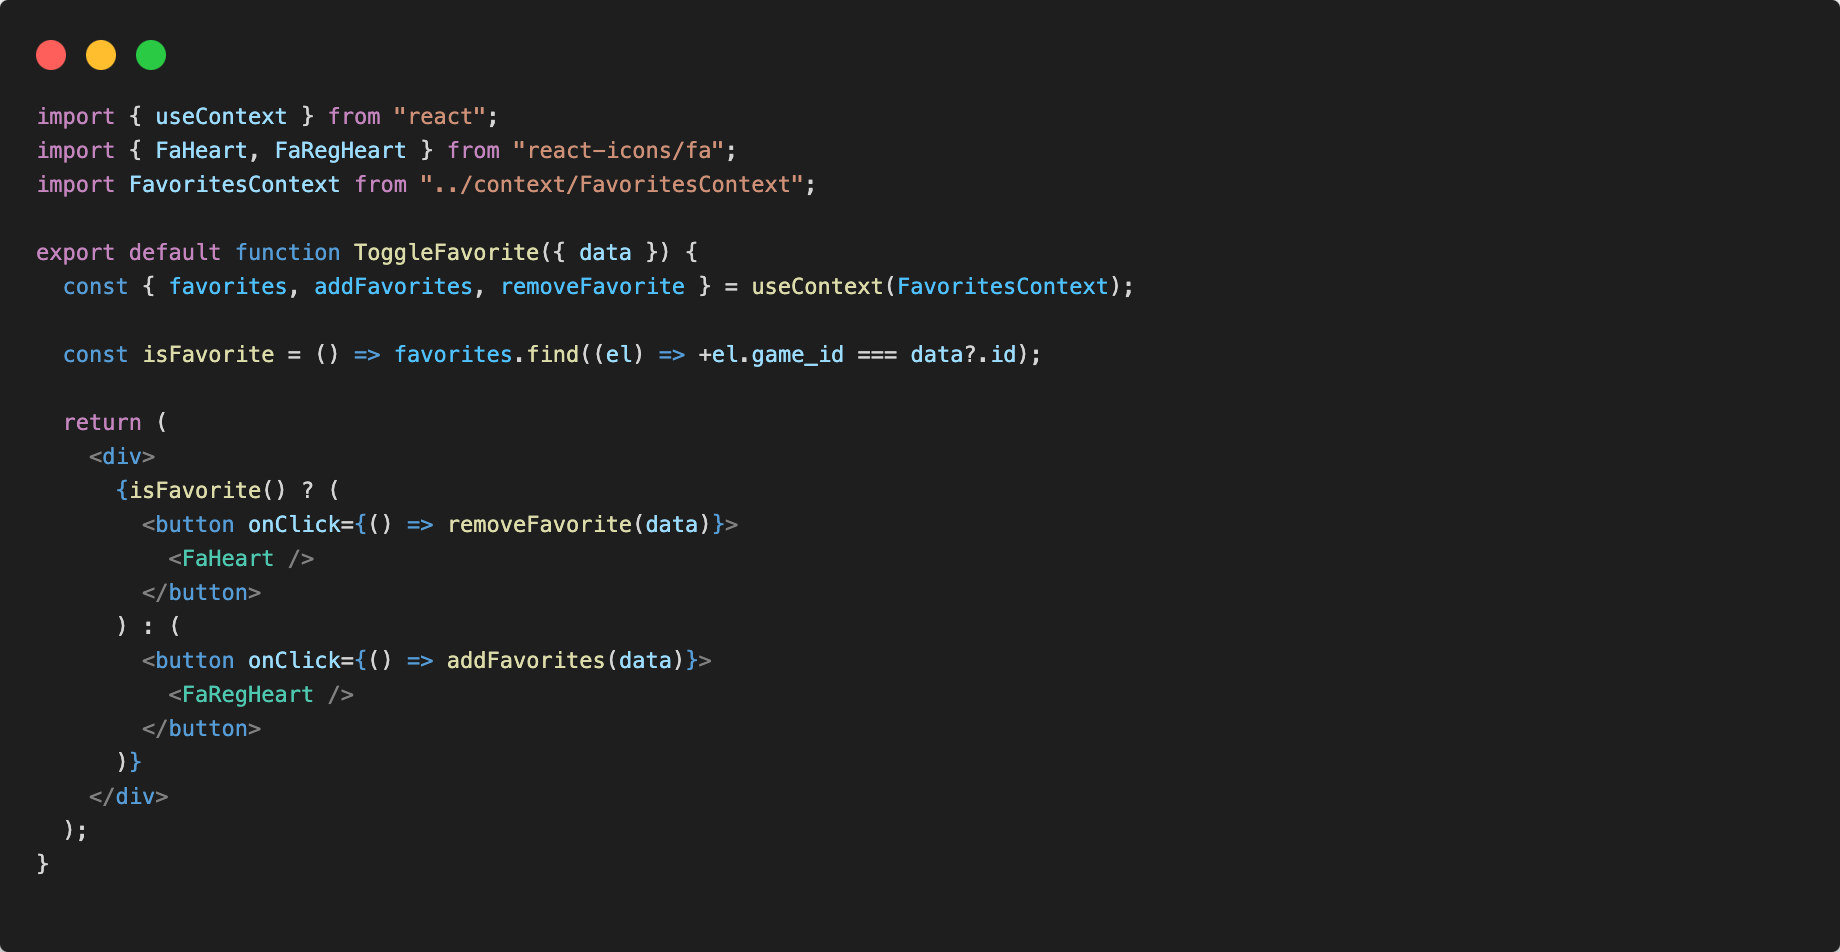 import { useContext } from "react";
import { FaHeart, FaRegHeart } from "react-icons/fa";
import FavoritesContext from "../context/FavoritesContext";

export default function ToggleFavorite({ data }) {
  const { favorites, addFavorites, removeFavorite } = useContext(FavoritesContext);

  const isFavorite = () => favorites.find((el) => +el.game_id === data?.id);

  return (
    <div>
      {isFavorite() ? (
        <button onClick={() => removeFavorite(data)}>
          <FaHeart />
        </button>
      ) : (
        <button onClick={() => addFavorites(data)}>
          <FaRegHeart />
        </button>
      )}
    </div>
  );
}